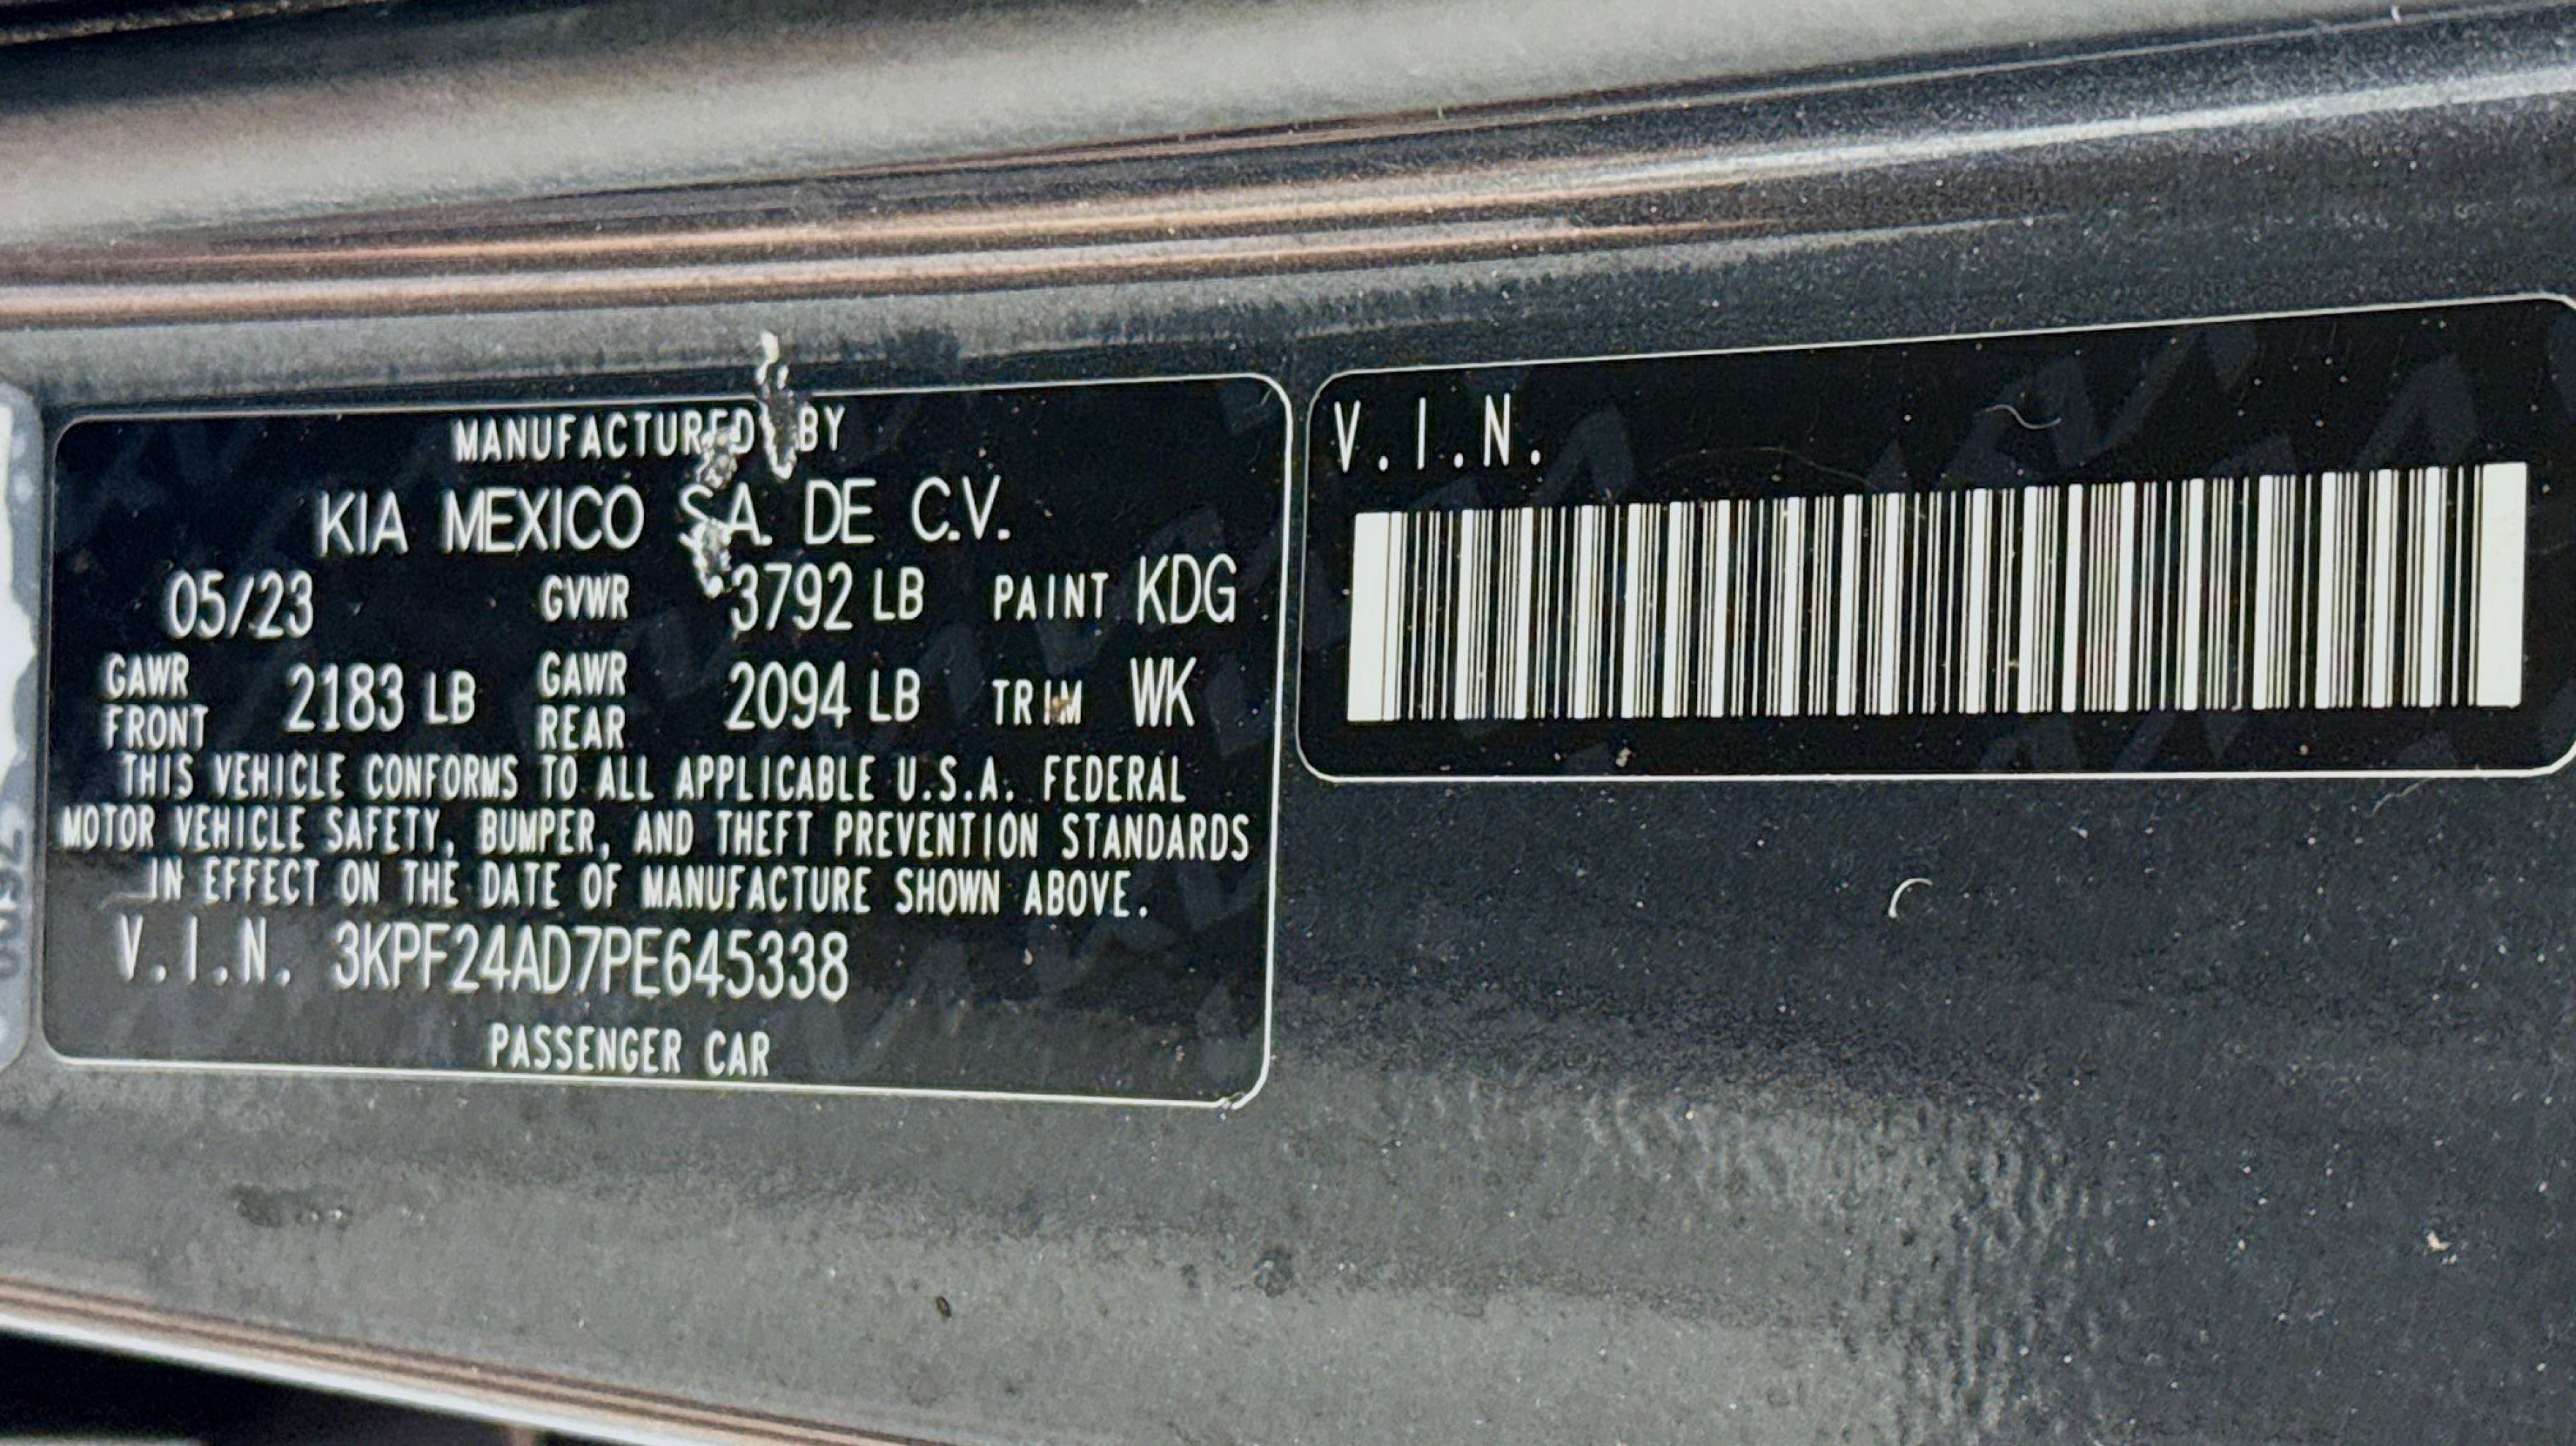 MANUFACTURED BY
KIA MEXICO S.A. DE C.V.
05/23 GVWR 3792 LB PAINT KDG
GAWR FRONT 2183 LB GAWR REAR 2094 LB TRIM WK
THIS VEHICLE CONFORMS TO ALL APPLICABLE U.S.A. FEDERAL
MOTOR VEHICLE SAFETY, BUMPER, AND THEFT PREVENTION STANDARDS
IN EFFECT ON THE DATE OF MANUFACTURE SHOWN ABOVE.
V.I.N. 3KPF24AD7PE645338
PASSENGER CAR
V.I.N.